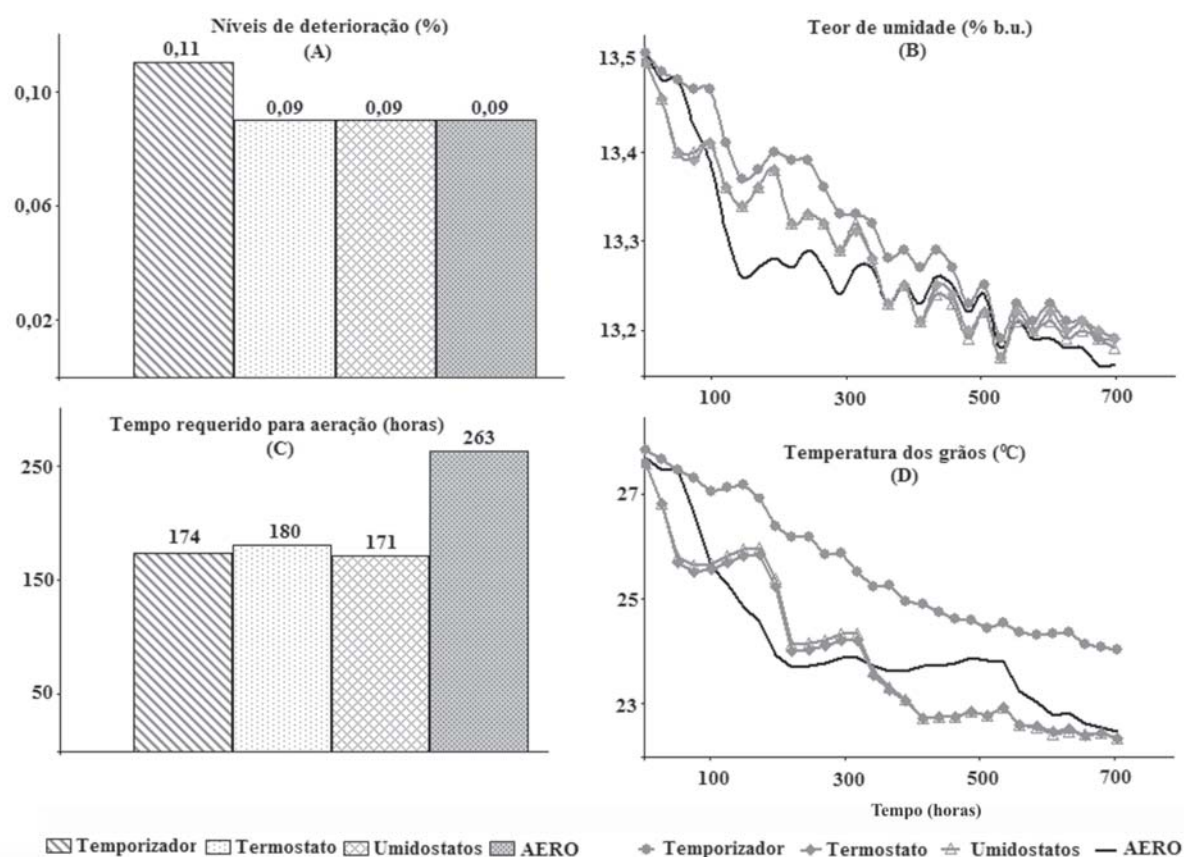 Níveis de deterioração (%)
(A)
0,11
0,09
0,09
0,09
0,10
0,06
0,02
Teor de umidade (% b.u.)
(B)
13,5
13,4
13,3
13,2
100
300
500
700
Tempo requerido para aeração (horas)
(C)
263
174
180
171
250
150
50
Temperatura dos grãos (ºC)
(D)
27
25
23
100
300
500
700
Tempo (horas)
Temporizador Termostato Umidostatos AERO
Temporizador Termostato Umidostatos AERO